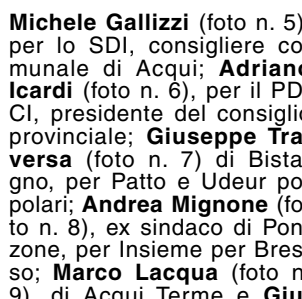 Michele Gallizzi (foto n. 5)
per lo SDI, consigliere co-
munale di Acqui; Adriano
Icardi (foto n. 6), per il PD-
CI, presidente del consiglio
provinciale; Giuseppe Tra-
versa (foto n. 7) di Bista-
gno, per Patto e Udeur po-
polari; Andrea Mignone (fo-
to n. 8), ex sindaco di Pon-
zone, per Insieme per Bres-
so; Marco Lacqua (foto n.
9), di Acqui Terme e Giu-